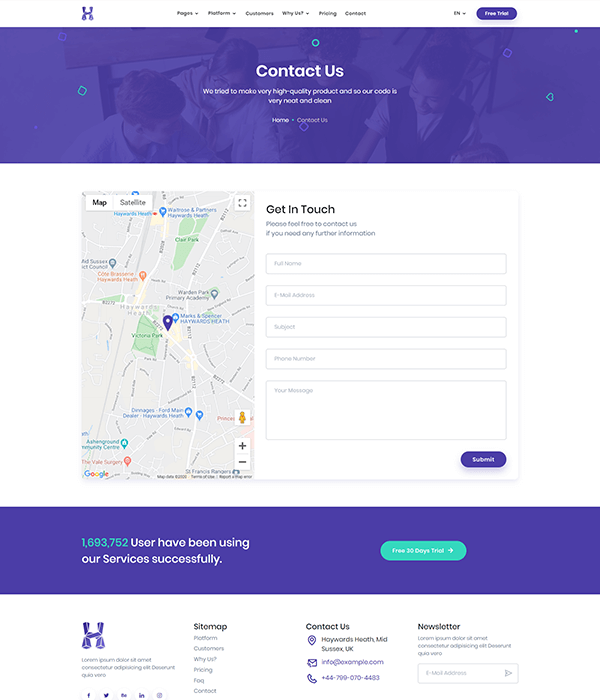 Pages Platform Customers Why Us? Pricing Contact EN Free Trial
Contact Us
We tried to make very high-quality product and so our code is
very neat and clean
Home Contact Us
Map Satellite
Waitrose & Partners
Haywards Heath
Clair Park
B2272
Mid Sussex
ct Council
Côte Brasserie
Haywards Heath
Warden Park
Primary Academy
Haywards
Heath
Marks & Spencer
HAYWARDS HEATH
Victoria Park
Dinnages - Ford Main
Dealer - Haywards Heath
Princess
Ashenground
mmunity Centre
The Vale Surgery
St Francis Rangers
Google
Map data ©2020 Terms of Use Report a map error
Get In Touch
Please feel free to contact us
if you need any further information
Full Name
E-Mail Address
Subject
Phone Number
Your Message
Submit
1,693,752 User have been using
our Services successfully.
Free 30 Days Trial
Lorem ipsum dolor sit amet
consectetur adipiscing elit
Deserunt quia vero
Sitemap
Platform
Customers
Why Us?
Pricing
Faq
Contact
Contact Us
Haywards Heath, Mid
Sussex, UK
info@example.com
+44-799-070-4483
Newsletter
Lorem ipsum dolor sit amet
consectetur adipiscing elit Deserunt
quia vero
E-Mail Address